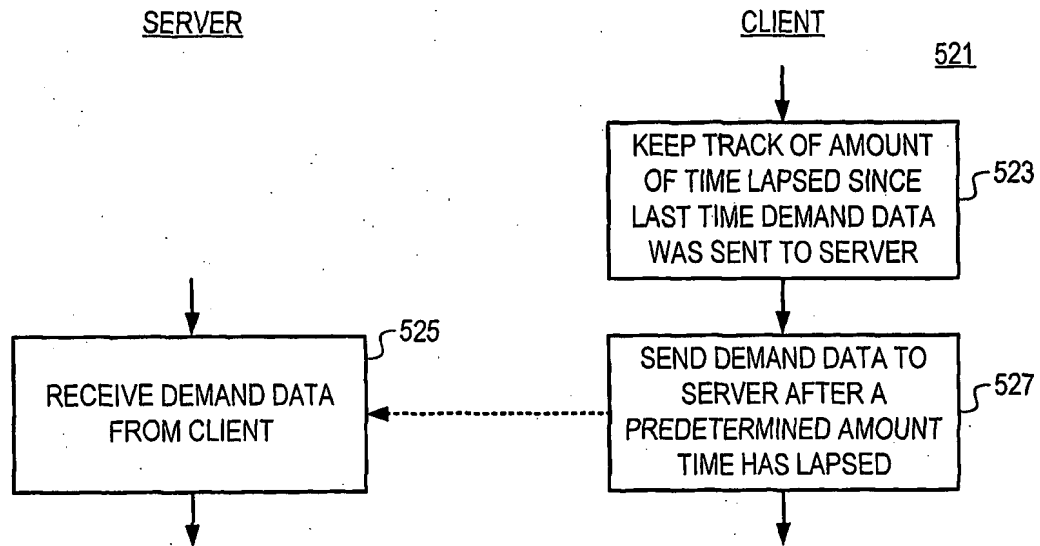 SERVER
CLIENT
521
KEEP TRACK OF AMOUNT
OF TIME LAPSED SINCE
LAST TIME DEMAND DATA
WAS SENT TO SERVER
523
525
RECEIVE DEMAND DATA
FROM CLIENT
SEND DEMAND DATA TO
SERVER AFTER A
PREDETERMINED AMOUNT
TIME HAS LAPSED
527